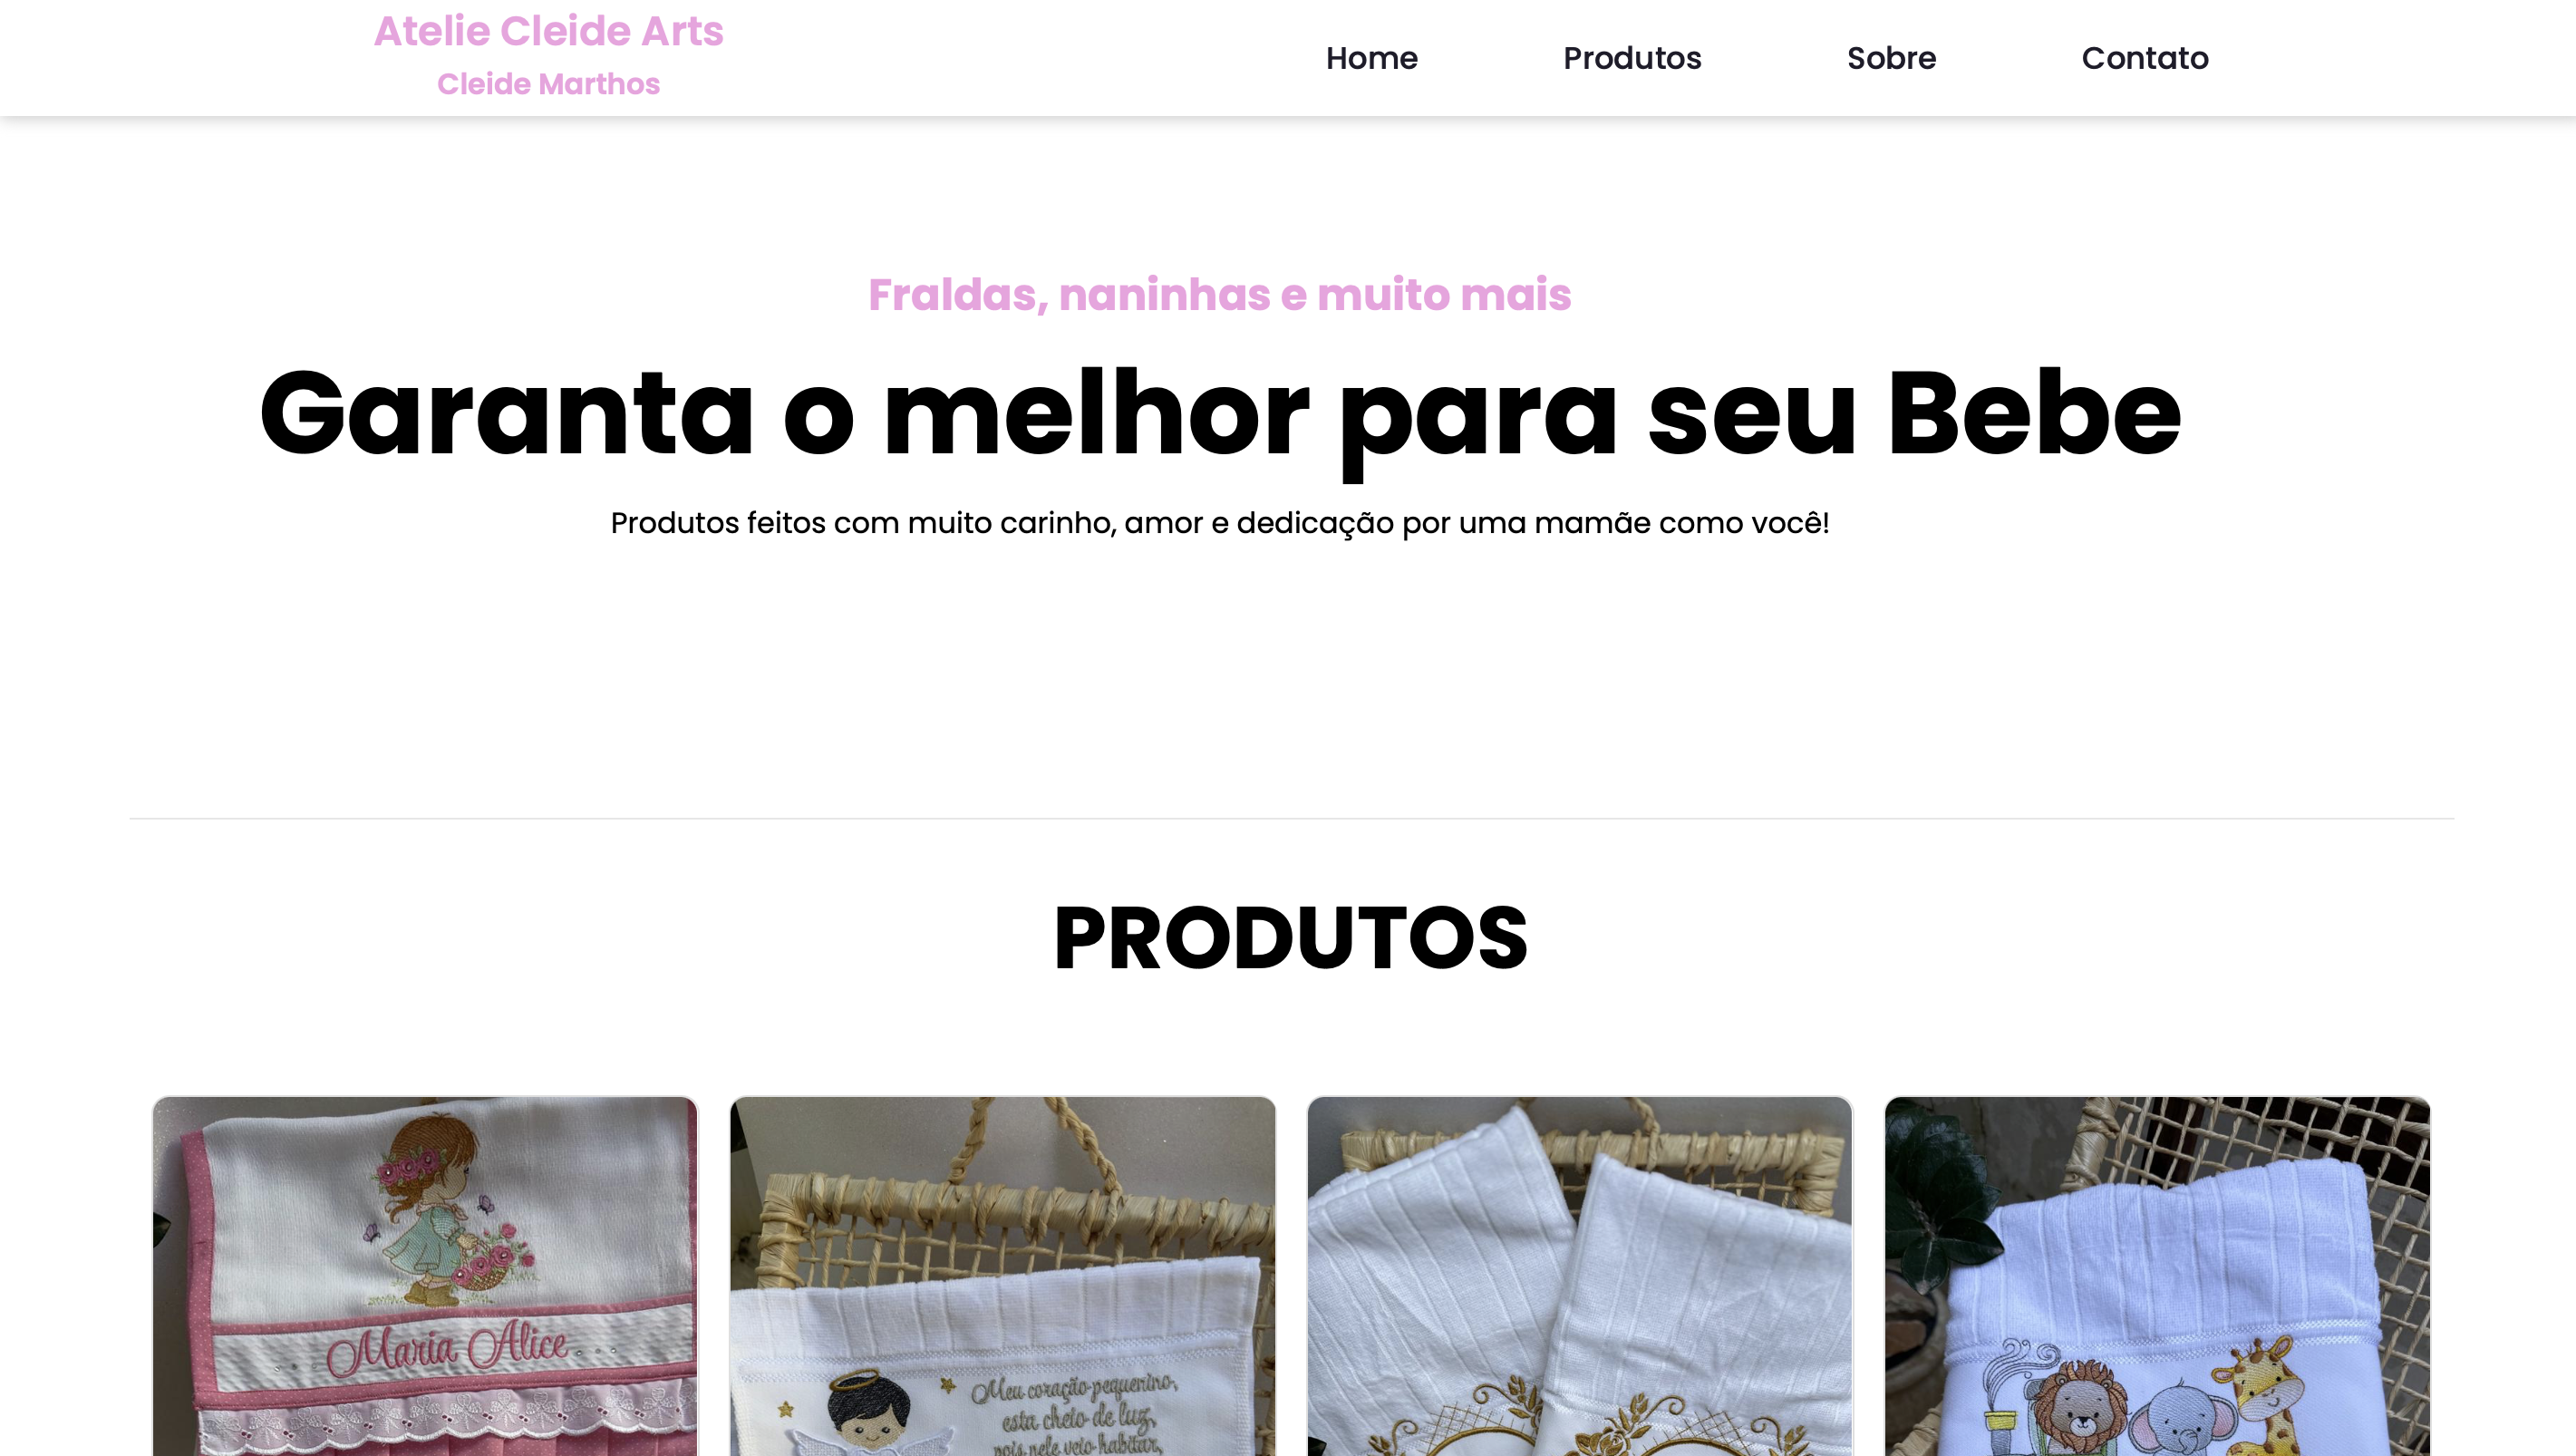 Atelie Cleide Arts
Cleide Marthos
Home Produtos Sobre Contato
Fraldas, naninhas e muito mais
Garanta o melhor para seu Bebe
Produtos feitos com muito carinho, amor e dedicação por uma mamãe como você!
PRODUTOS
Maria Alice
Meu coração pequenino,
esta cheio de luz,
pois nele veio habitar,